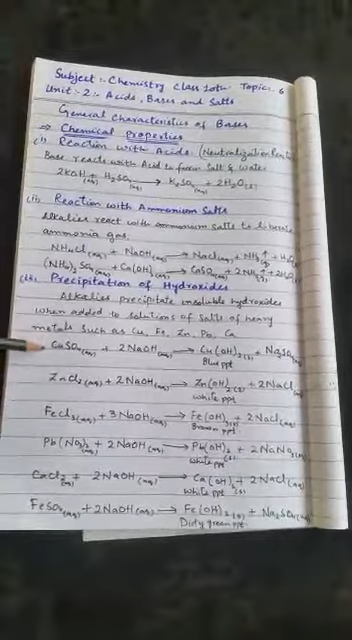 Subject :- Chemistry Class 10th Topic: 6
Unit :- 2 :- Acids, Bases and Salts
General Characteristics of Bases
⇒ Chemical properties
(i) Reaction with Acids (Neutralization
Base reacts with Acid to form Salt & Water
2KOH(aq) + H₂SO₄(aq) → K₂SO₄(aq) + 2H₂O(l)
(ii) Reaction with Ammonium Salts
Alkalies react with ammonium salts to liberate
ammonia gas.
NH₄Cl(aq) + NaOH(aq) → NaCl(aq) + NH₃↑ + H₂O
(NH₄)₂SO₄(aq) + Ca(OH)₂(aq) → CaSO₄(aq) + 2NH₃↑ + 2H₂O
(iii) Precipitation of Hydroxides
Alkalies precipitate insoluble hydroxides
when added to solutions of salts of heavy
metals such as Cu, Fe, Zn, Pb, Ca
CuSO₄(aq) + 2NaOH(aq) → Cu(OH)₂(s) + Na₂SO₄
Blue ppt
ZnCl₂(aq) + 2NaOH(aq) → Zn(OH)₂(s) + 2NaCl(aq)
white ppt
FeCl₃(aq) + 3NaOH(aq) → Fe(OH)₃(s) + 2NaCl(aq)
Brown ppt.
Pb(NO₃)₂(aq) + 2NaOH(aq) → Pb(OH)₂(s) + 2NaNO₃(aq)
white ppt
CaCl₂(aq) + 2NaOH(aq) → Ca(OH)₂(s) + 2NaCl(aq)
white ppt
FeSO₄(aq) + 2NaOH(aq) → Fe(OH)₂(s) + Na₂SO₄(aq)
Dirty green ppt.